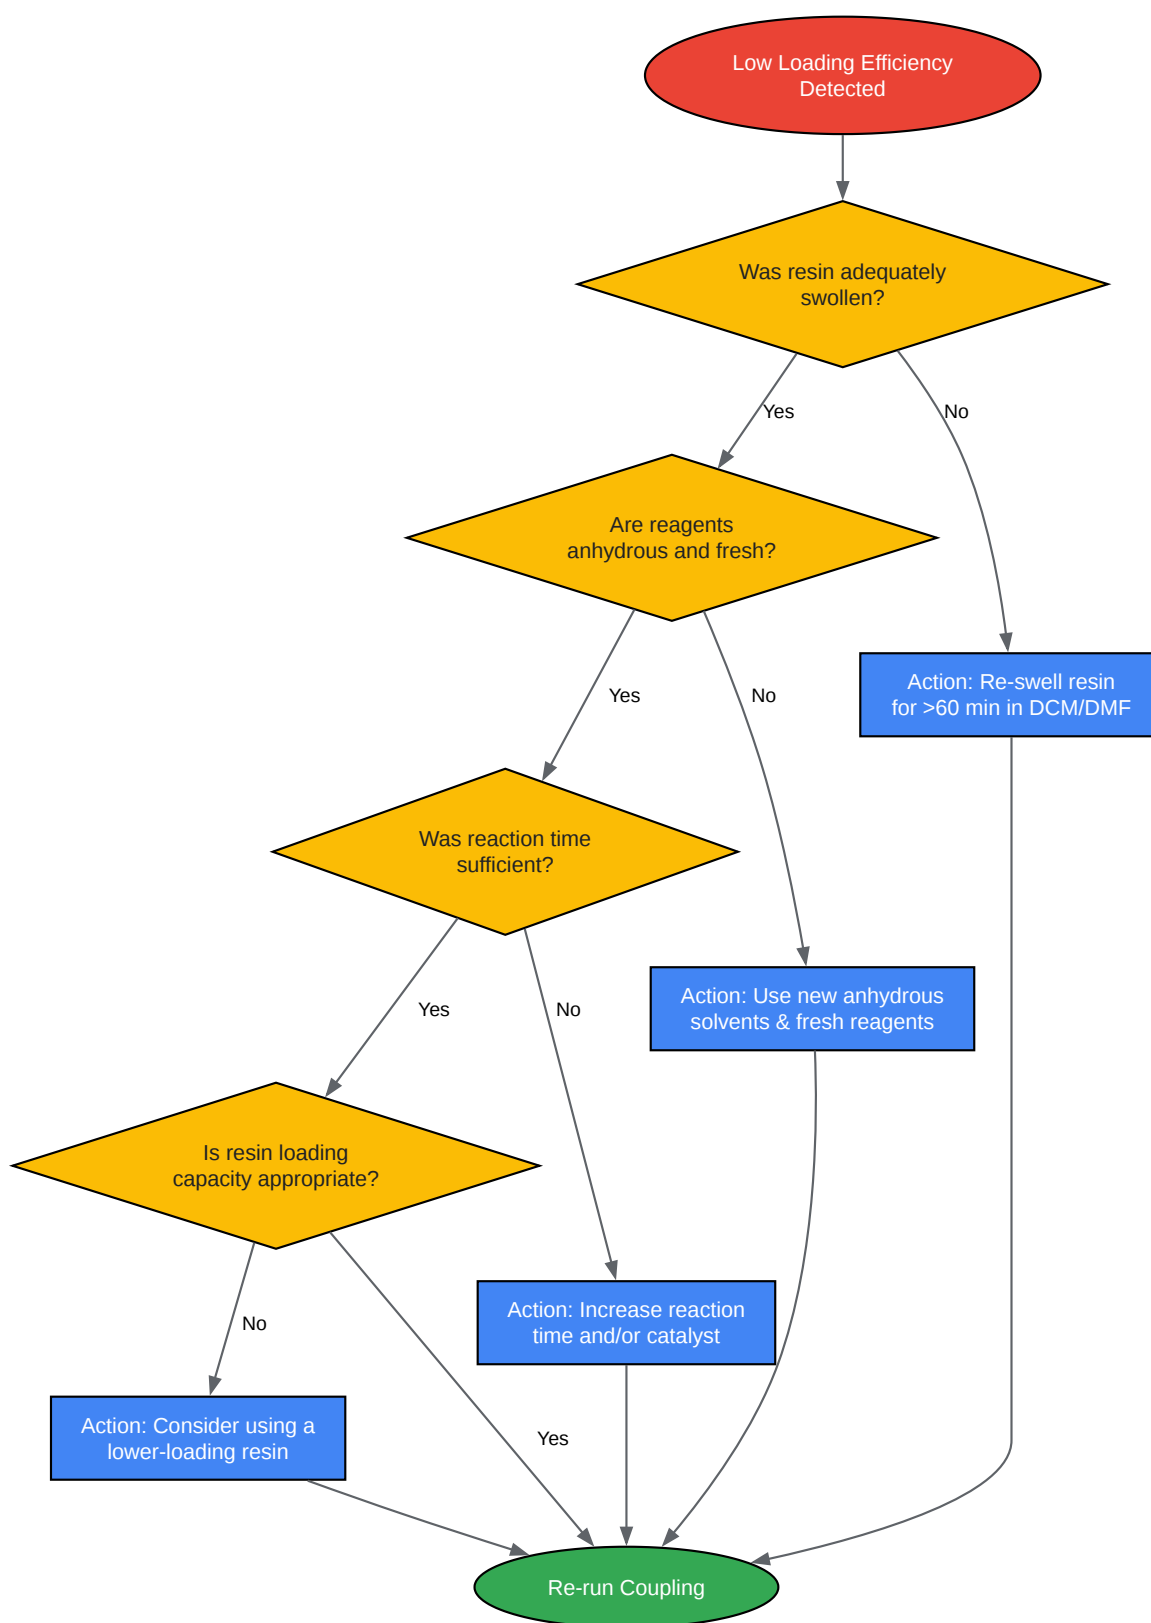 Low Loading Efficiency
Detected
Was resin adequately
swollen?
Yes
No
Are reagents
anhydrous and fresh?
Yes
No
Action: Re-swell resin
for >60 min in DCM/DMF
Was reaction time
sufficient?
Yes
No
Action: Use new anhydrous
solvents & fresh reagents
Is resin loading
capacity appropriate?
No
Yes
Action: Increase reaction
time and/or catalyst
Action: Consider using a
lower-loading resin
Re-run Coupling